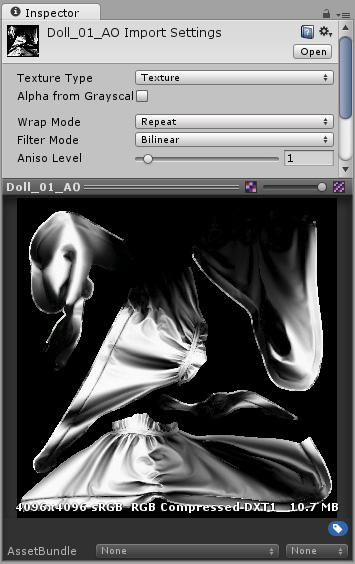 Inspector
Doll_01_AO Import Settings
Open
Texture Type Texture
Alpha from Grayscal
Wrap Mode Repeat
Filter Mode Bilinear
Aniso Level 1
Doll_01_AO
4096x4096 sRGB RGB Compressed DXT1 10.7 MB
AssetBundle None None